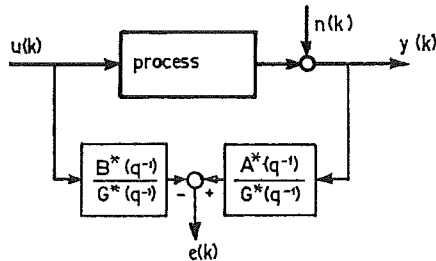 n(k)
u(k)
process
y(k)
B*(q⁻¹)
G*(q⁻¹)
- +
A*(q⁻¹)
G*(q⁻¹)
e(k)